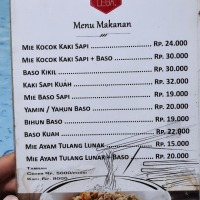 LEBAL
Menu Makanan
Mie Kocok Kaki Sapi ........ Rp. 24.000
Mie Kocok Kaki Sapi + Baso ........ Rp. 30.000
Baso Kikil ........ Rp. 30.000
Kaki Sapi Kuah ........ Rp. 32.000
Mie Baso Sapi ........ Rp. 19.000
Yamin / Yahun Baso ........ Rp. 20.000
Bihun Baso ........ Rp. 19.000
Baso Kuah ........ Rp. 22.000
Mie Ayam Tulang Lunak ........ Rp. 15.000
Mie Ayam Tulang Lunak + Baso ........ Rp. 20.000
Tambah